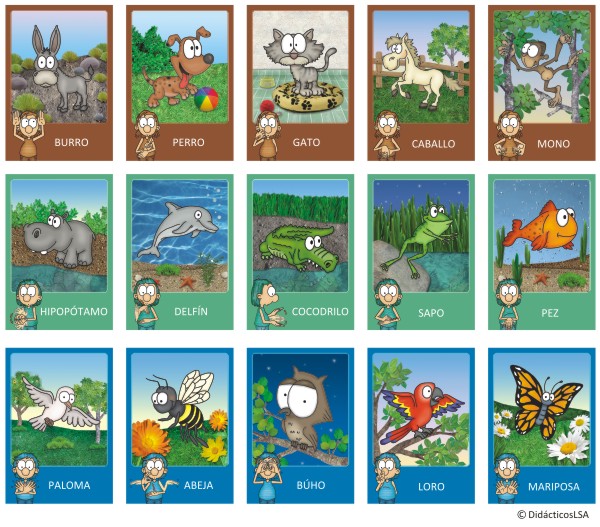 BURRO
PERRO
GATO
CABALLO
MONO
HIPOPÓTAMO
DELFÍN
COCODRILO
SAPO
PEZ
PALOMA
ABEJA
BÚHO
LORO
MARIPOSA
© DidácticosLSA